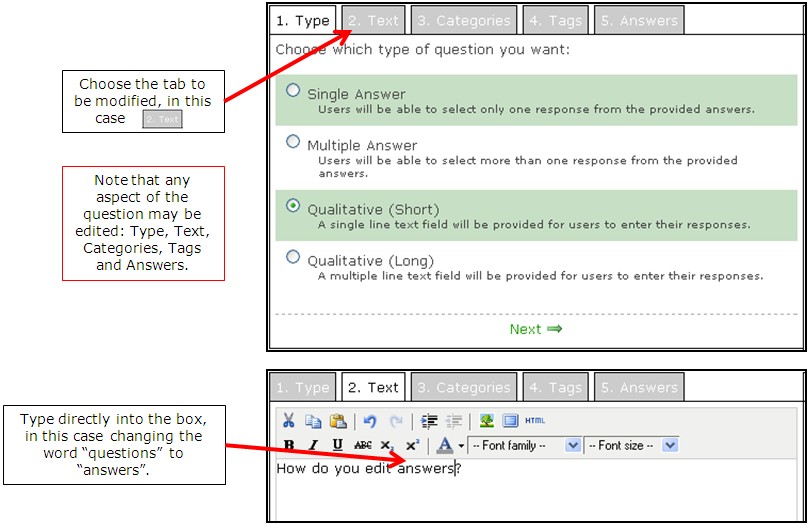 1. Type
2. Text
3. Categories
4. Tags
5. Answers
Choose which type of question you want:
Choose the tab to
be modified, in this
case 2. Text
Single Answer
Users will be able to select only one response from the provided answers.
Multiple Answer
Users will be able to select more than one response from the provided
answers.
Note that any
aspect of the
question may be
edited: Type, Text,
Categories, Tags
and Answers.
Qualitative (Short)
A single line text field will be provided for users to enter their responses.
Qualitative (Long)
A multiple line text field will be provided for users to enter their responses.
Next
1. Type
2. Text
3. Categories
4. Tags
5. Answers
Type directly into the box,
in this case changing the
word “questions” to
“answers”.
HTML
B I U ABC X₂ X² A -- Font family -- -- Font size --
How do you edit answers?